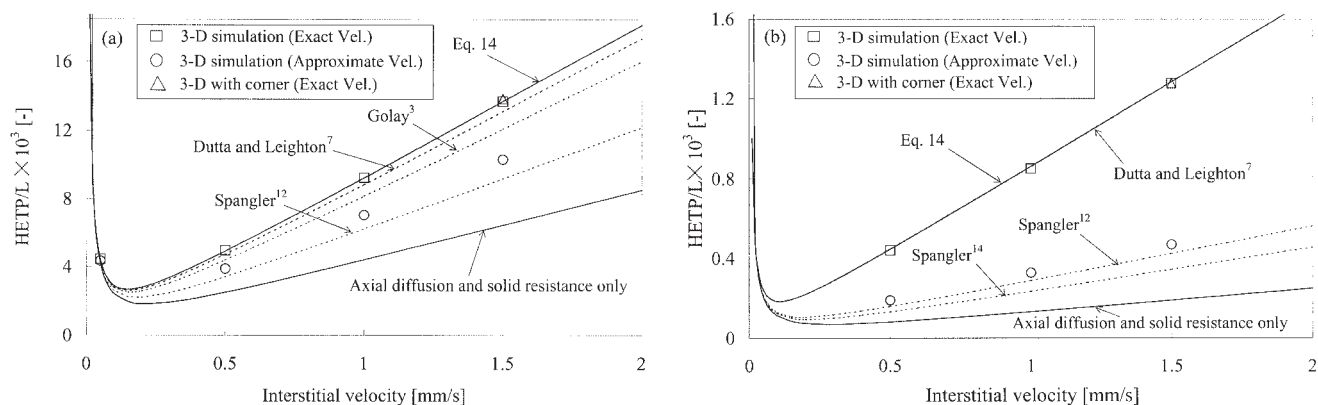 (a)
3-D simulation (Exact Vel.)
3-D simulation (Approximate Vel.)
3-D with corner (Exact Vel.)
Eq. 14
Golay3
Dutta and Leighton7
Spangler12
Axial diffusion and solid resistance only
HETP/L × 10^3 [-]
16
12
8
4
0
0
0.5
1
1.5
2
Interstitial velocity [mm/s]
(b)
3-D simulation (Exact Vel.)
3-D simulation (Approximate Vel.)
3-D with corner (Exact Vel.)
Eq. 14
Dutta and Leighton7
Spangler12
Spangler14
Axial diffusion and solid resistance only
HETP/L × 10^3 [-]
1.6
1.2
0.8
0.4
0
0
0.5
1
1.5
2
Interstitial velocity [mm/s]